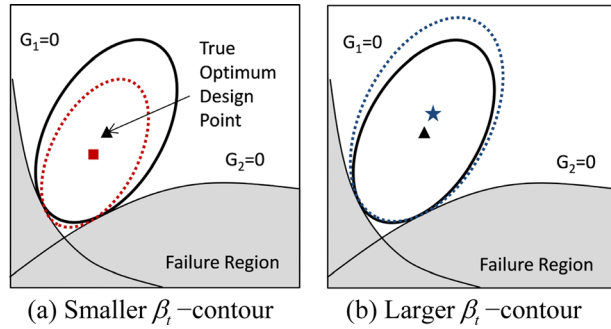 G₁=0
True
Optimum
Design
Point
G₂=0
Failure Region
(a) Smaller βₜ−contour
G₁=0
G₂=0
Failure Region
(b) Larger βₜ−contour